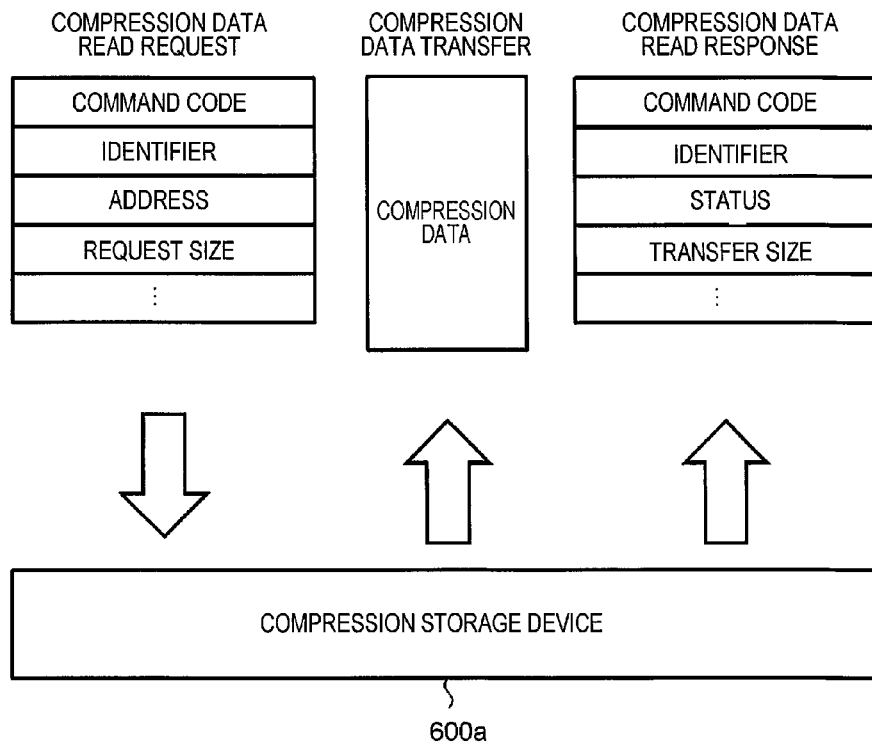 COMPRESSION DATA
READ REQUEST
COMMAND CODE
IDENTIFIER
ADDRESS
REQUEST SIZE
⋮
COMPRESSION
DATA TRANSFER
COMPRESSION
DATA
COMPRESSION DATA
READ RESPONSE
COMMAND CODE
IDENTIFIER
STATUS
TRANSFER SIZE
⋮
COMPRESSION STORAGE DEVICE
600a